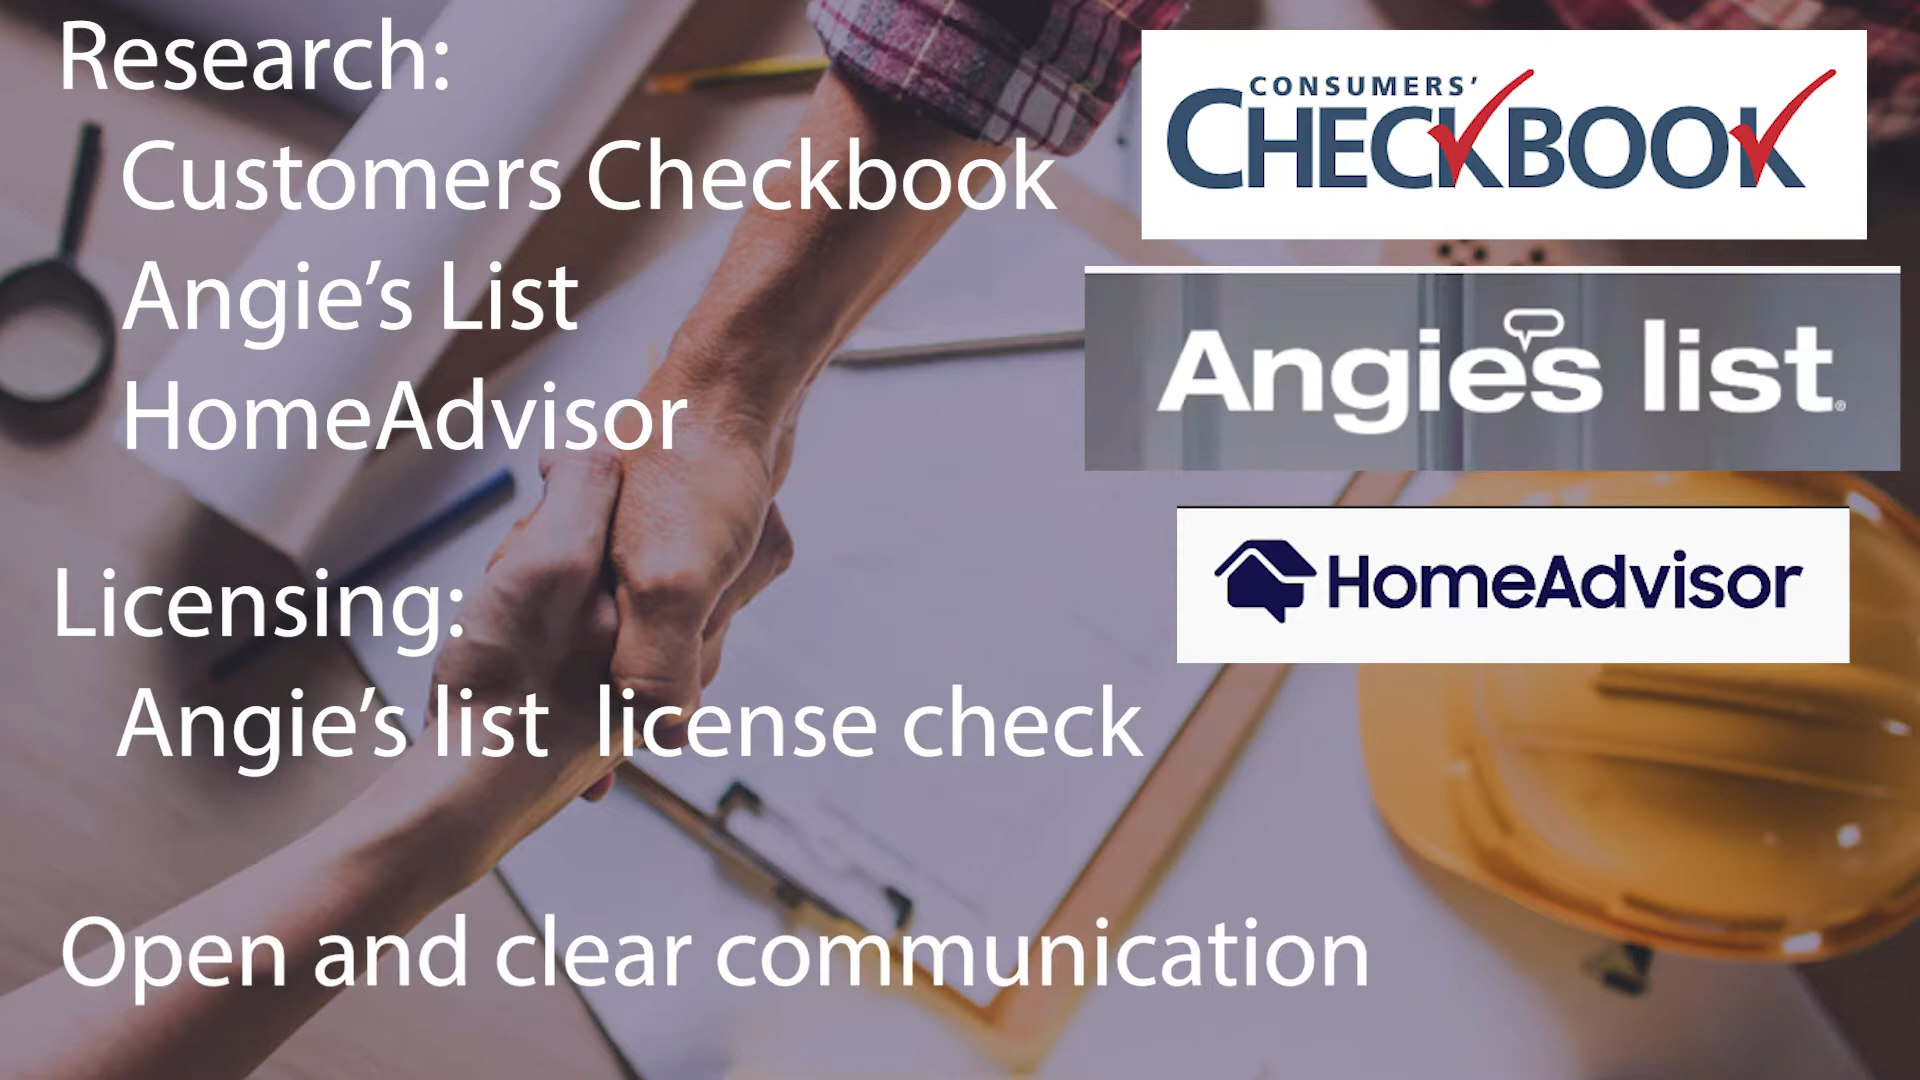 Research:
Customers Checkbook
Angie’s List
HomeAdvisor
Licensing:
Angie’s list license check
Open and clear communication
CONSUMERS’
CHECKBOOK
Angie's list®
HomeAdvisor